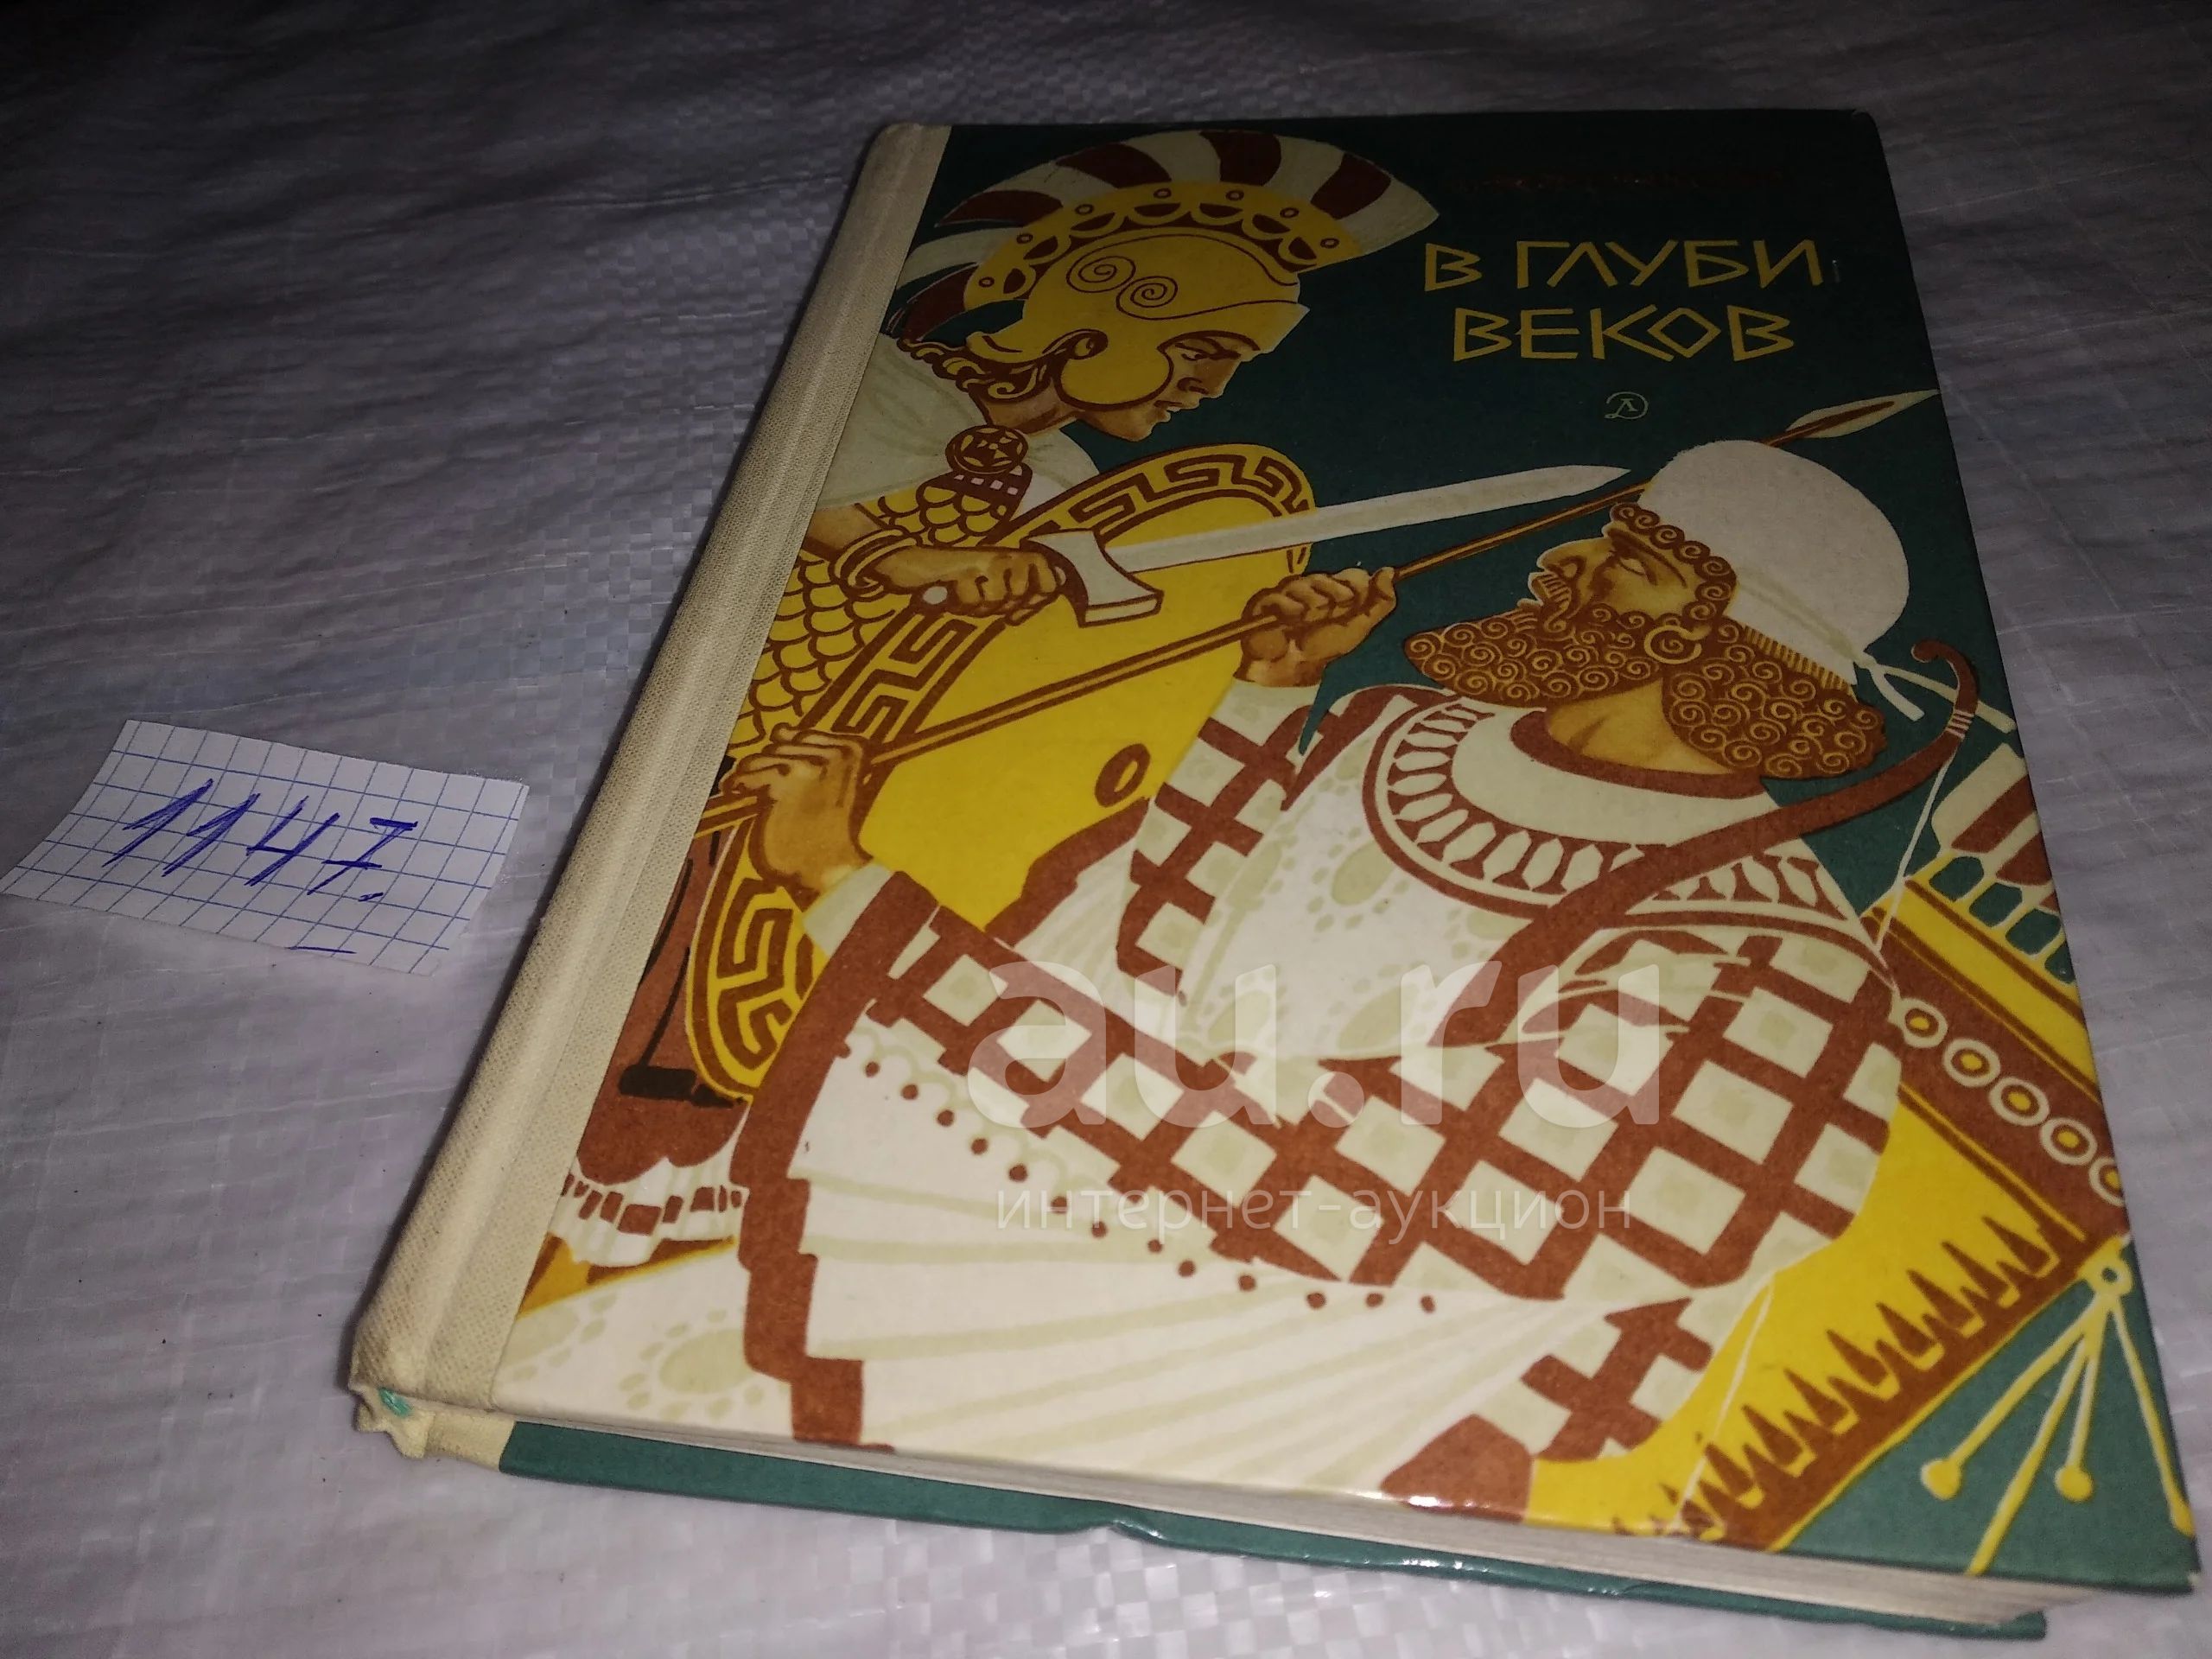 В ГЛУБИ
ВЕКОВ
1147.
au.ru
интернет-аукцион